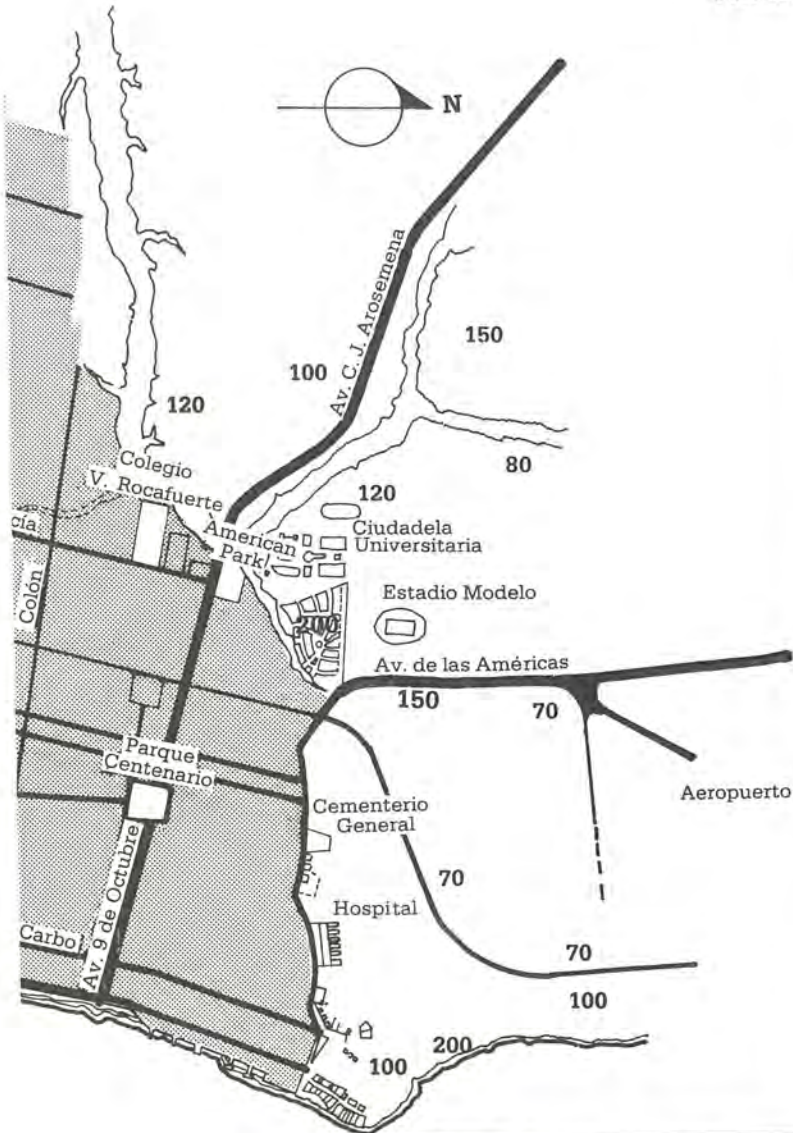 N
Av. C. J. Arosemena
150
100
120
80
Colegio
V. Rocafuerte
120
American
Park
Ciudadela
Universitaria
cía
Colón
Estadio Modelo
200
Av. de las Américas
150
70
Parque
Centenario
Aeropuerto
Cementerio
General
Av. 9 de Octubre
70
Hospital
Carbo
70
100
200
100